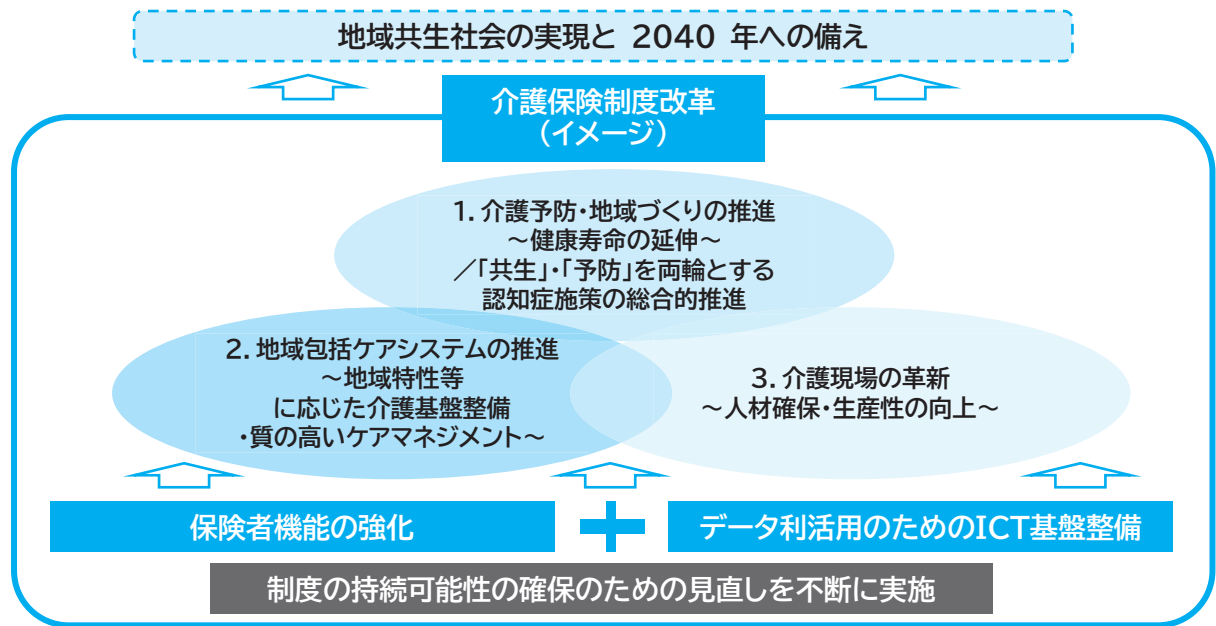 地域共生社会の実現と 2040 年への備え
介護保険制度改革
（イメージ）
1. 介護予防・地域づくりの推進
～健康寿命の延伸～
／「共生」・「予防」を両輪とする
認知症施策の総合的推進
2. 地域包括ケアシステムの推進
～地域特性等
に応じた介護基盤整備
・質の高いケアマネジメント～
3. 介護現場の革新
～人材確保・生産性の向上～
保険者機能の強化
データ利活用のためのICT基盤整備
制度の持続可能性の確保のための見直しを不断に実施